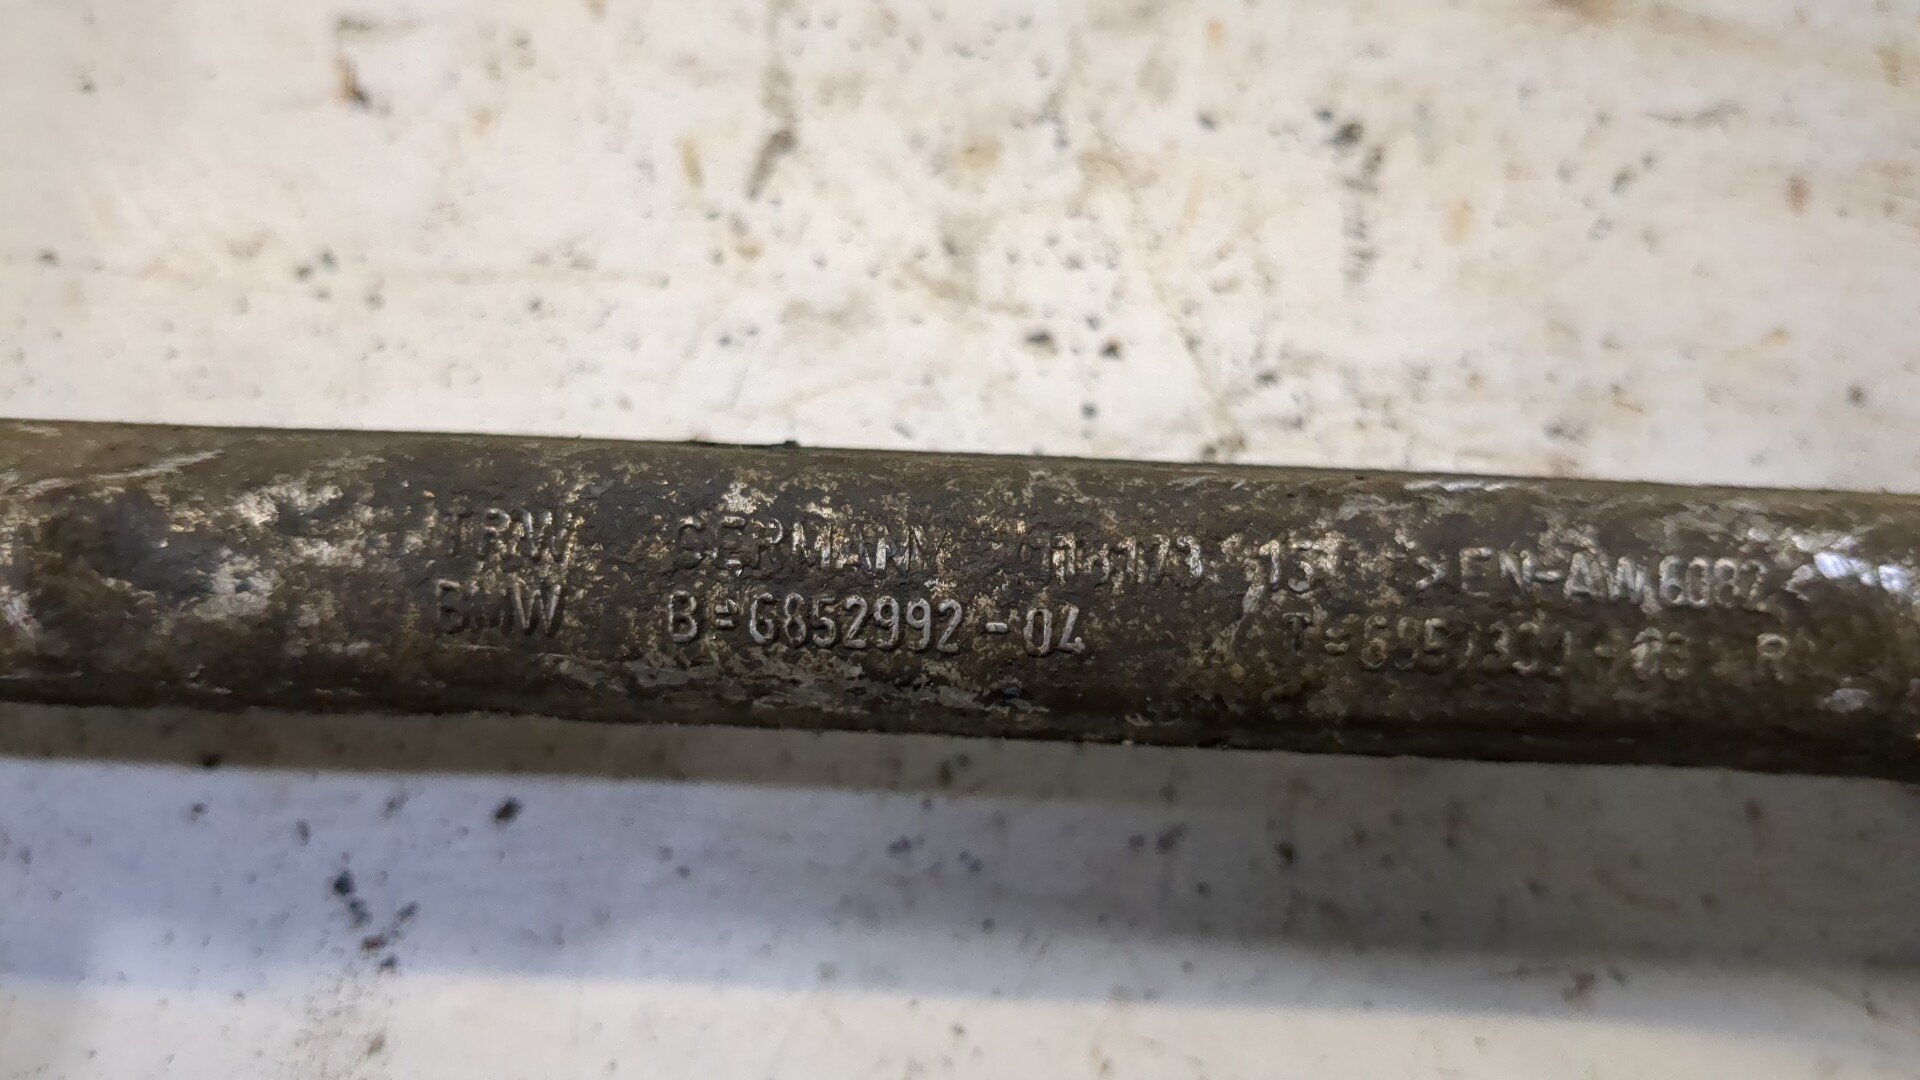 TRW GERMANY 15 >EN-AW 6082<
BMW B=6852992-04 R